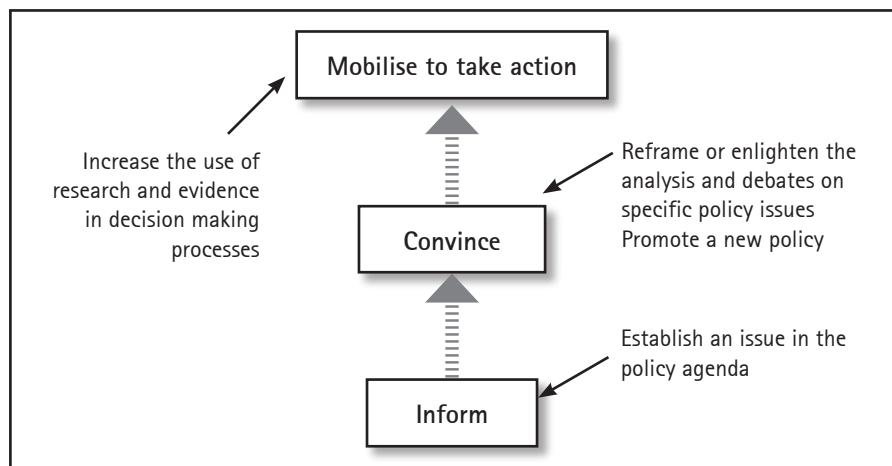 Mobilise to take action
Increase the use of
research and evidence
in decision making
processes
Reframe or enlighten the
analysis and debates on
specific policy issues
Promote a new policy
Convince
Establish an issue in the
policy agenda
Inform